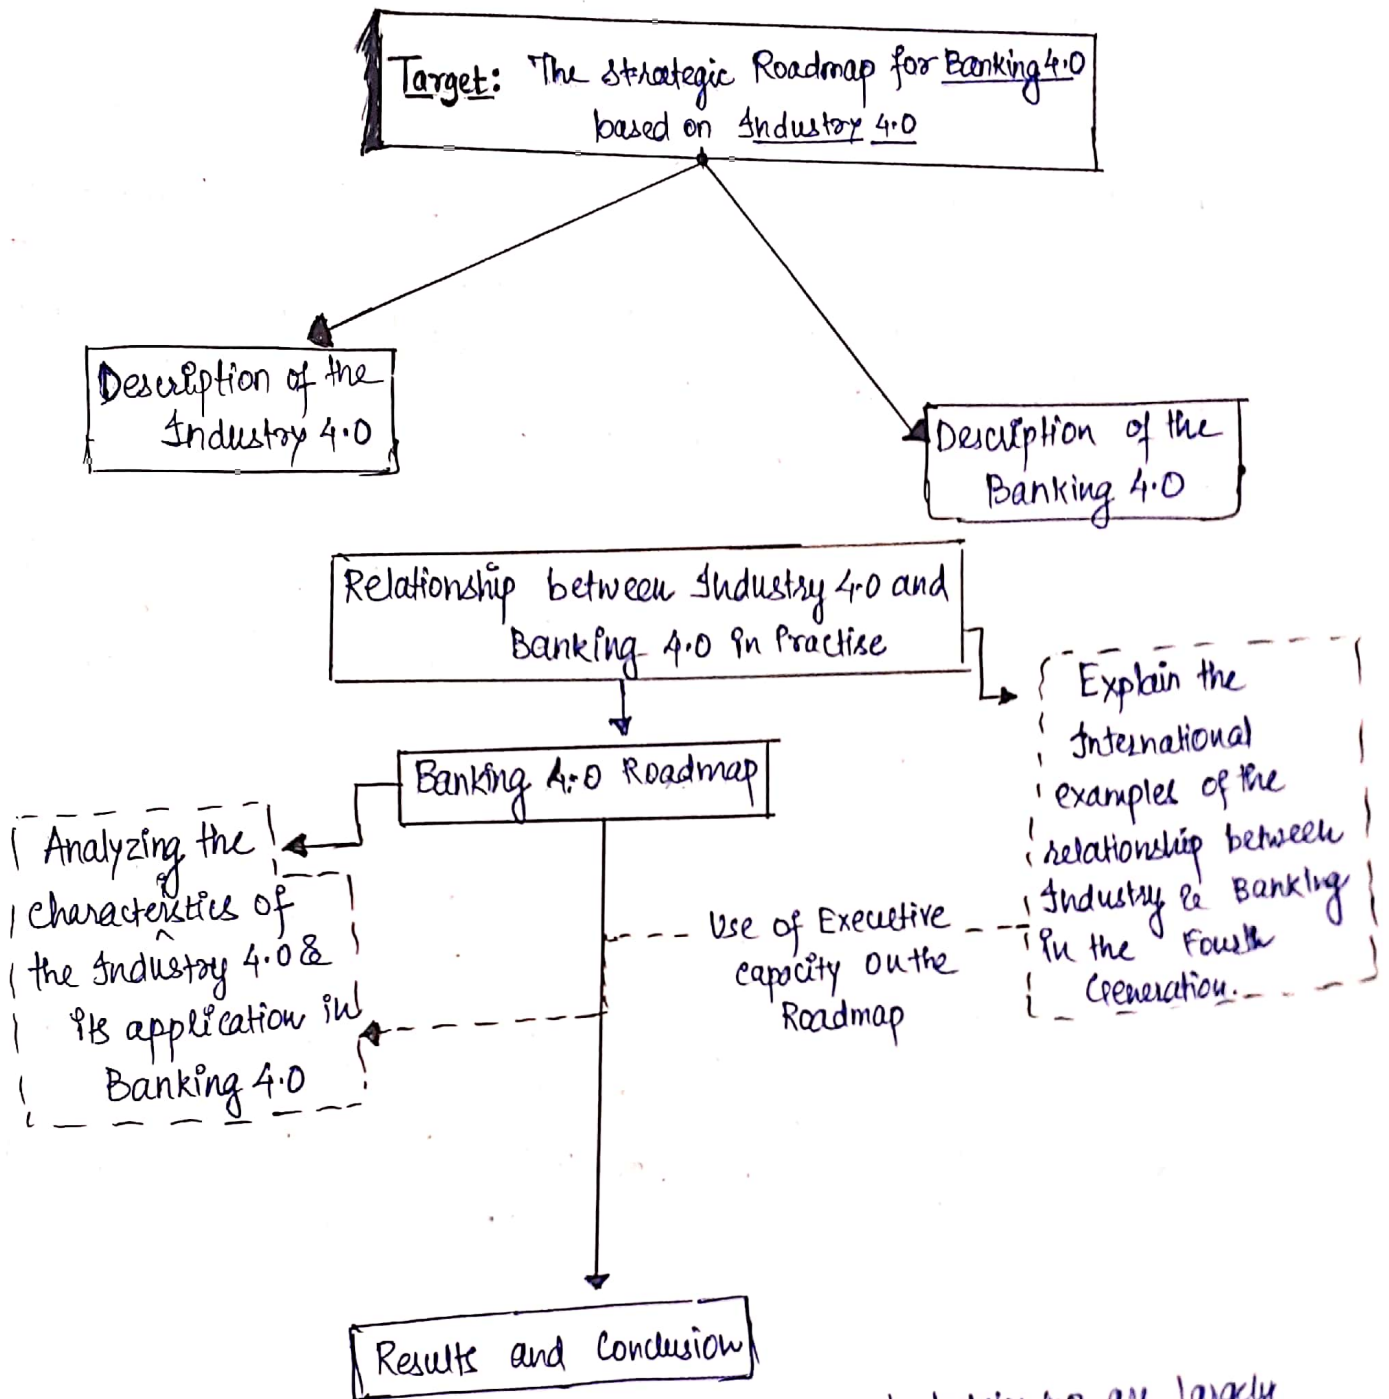 Target: The strategic Roadmap for Banking 4.0
based on Industry 4.0
Description of the
Industry 4.0
Description of the
Banking 4.0
Relationship between Industry 4.0 and
Banking 4.0 in Practise
Explain the
International
examples of the
relationship between
Industry & Banking
in the Fourth
Generation.
Banking 4.0 Roadmap
Analyzing the
characteristics of
the Industry 4.0 &
its application in
Banking 4.0
Use of Executive
capacity on the
Roadmap
Results and Conclusion
are largely